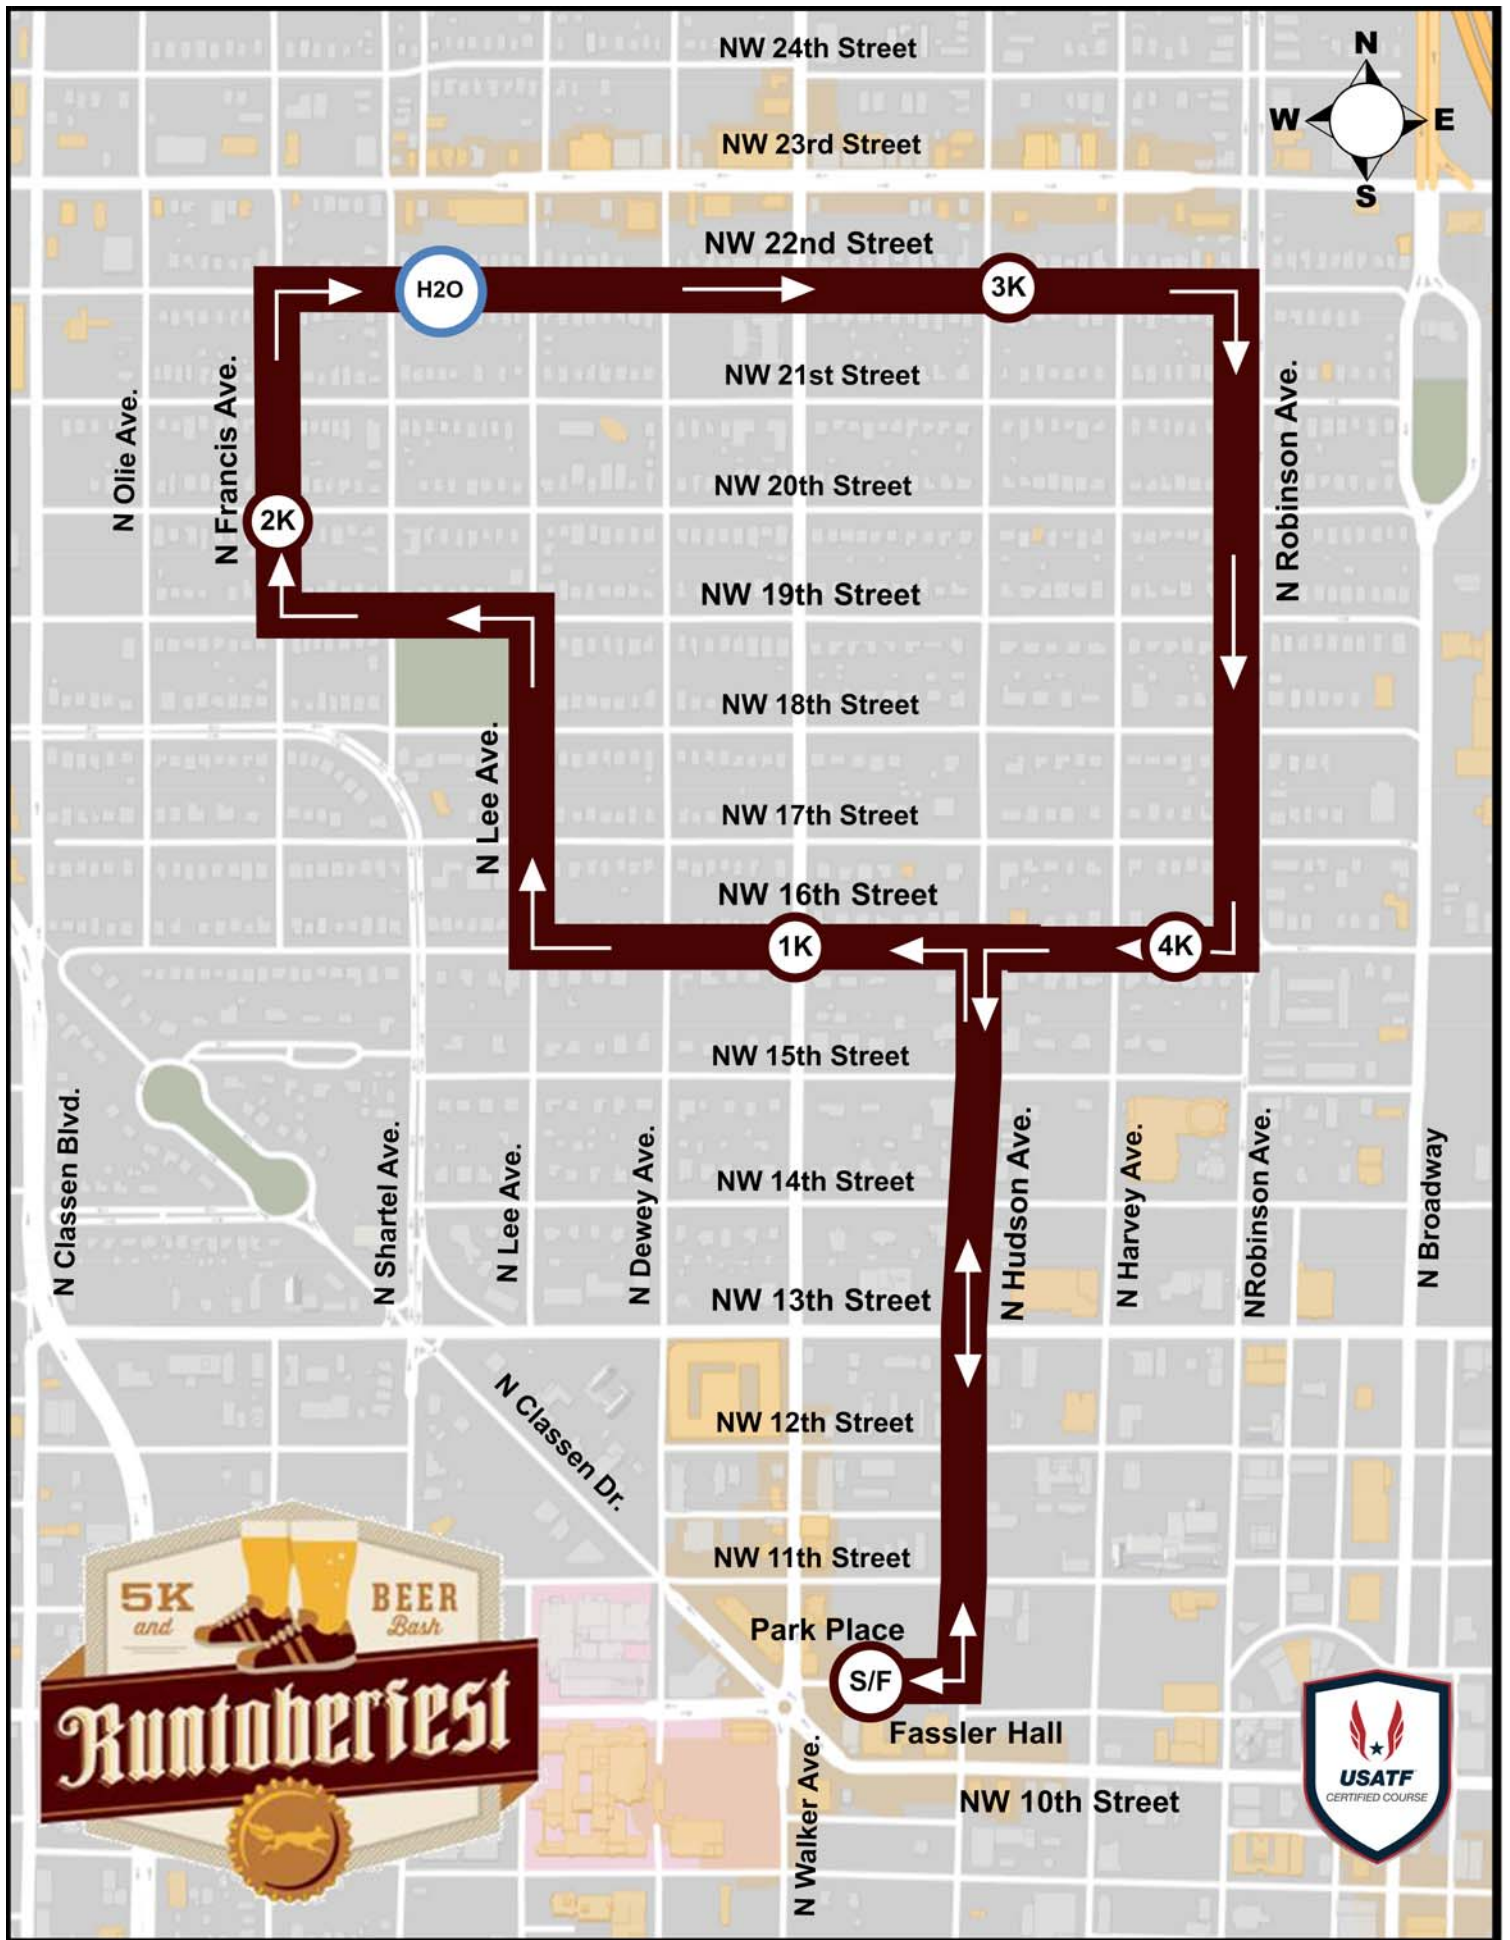 NW 24th Street
N
W
E
S
NW 23rd Street
NW 22nd Street
H2O
3K
NW 21st Street
N Olie Ave.
N Francis Ave.
N Robinson Ave.
NW 20th Street
2K
NW 19th Street
NW 18th Street
N Lee Ave.
NW 17th Street
NW 16th Street
1K
4K
NW 15th Street
N Classen Blvd.
N Shartel Ave.
N Lee Ave.
N Dewey Ave.
NW 14th Street
N Hudson Ave.
N Harvey Ave.
NRobinson Ave.
N Broadway
NW 13th Street
N Classen Dr.
NW 12th Street
NW 11th Street
Park Place
S/F
Fassler Hall
N Walker Ave.
NW 10th Street
5K
and
BEER
Bash
Runtoberfest
USATF
CERTIFIED COURSE